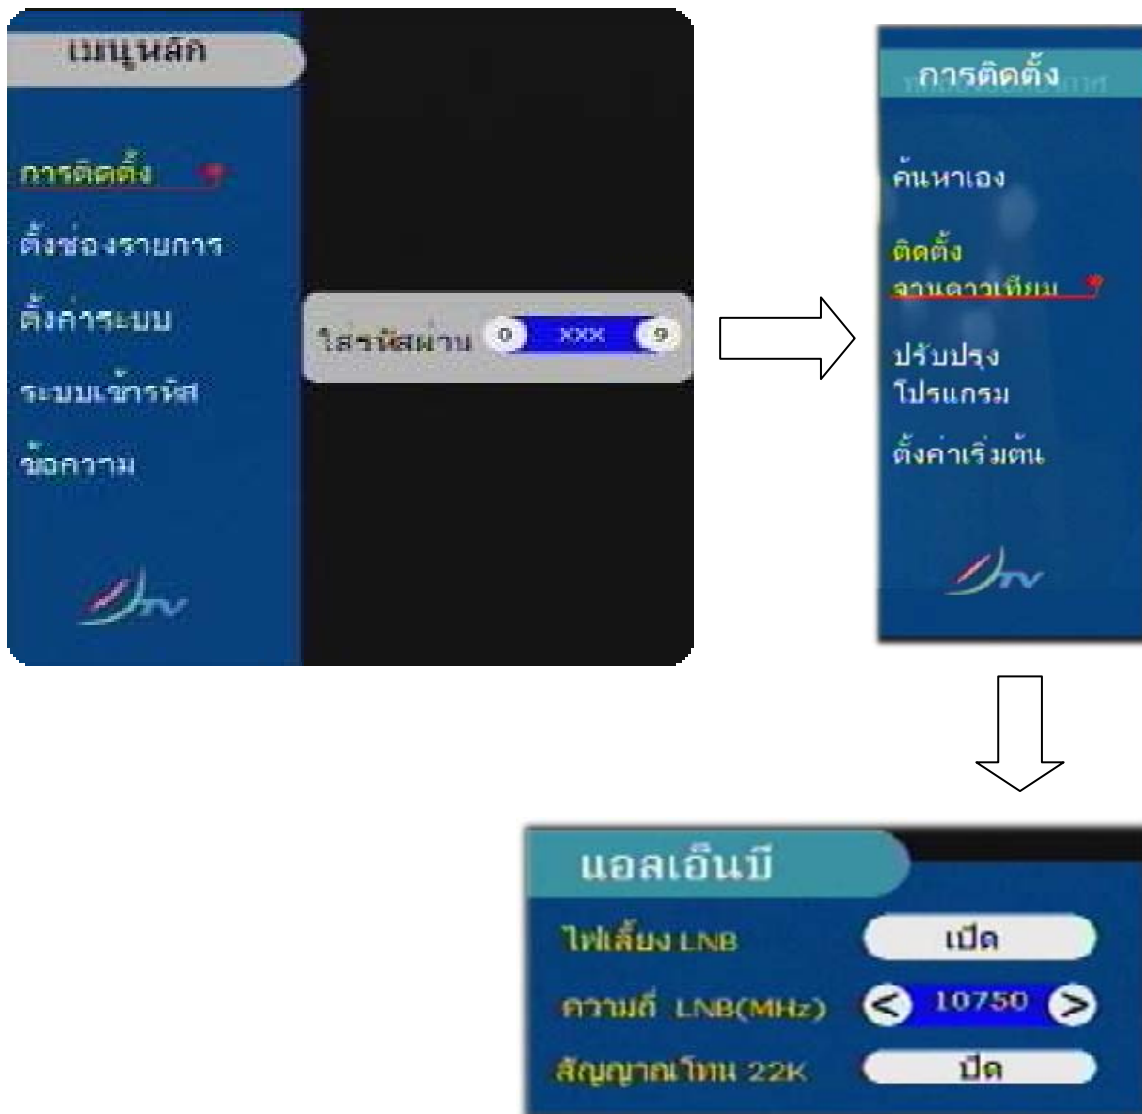 เมนูหลัก
การติดตั้ง
ตั้งช่องรายการ
ตั้งค่าระบบ
ระบบเข้ารหัส
ข้อความ
TV
ใส่รหัสผ่าน 0 XXX 9
การติดตั้ง
ค้นหาเอง
ติดตั้ง
จานดาวเทียม
ปรับปรุง
โปรแกรม
ตั้งค่าเริ่มต้น
TV
แอลเอ็นบี
ไฟเลี้ยง LNB เปิด
ความถี่ LNB(MHz) < 10750 >
สัญญาณโทน 22K ปิด